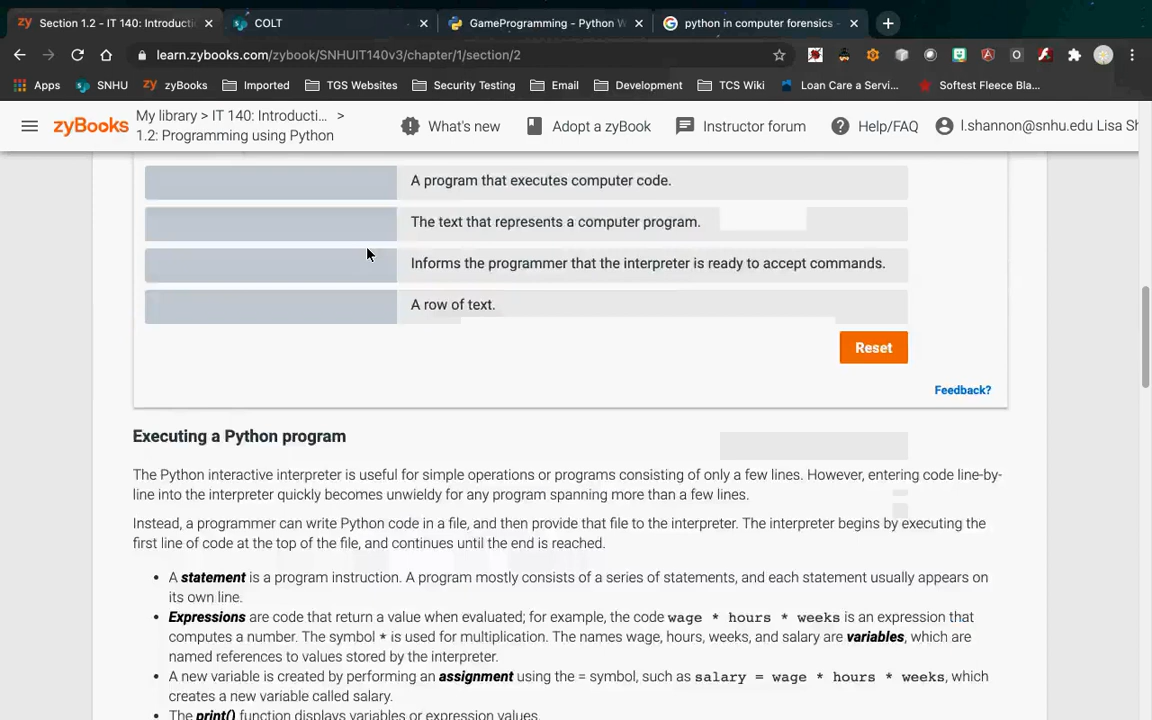 Section 1.2 - IT 140: Introducti
COLT
GameProgramming - Python W
python in computer forensics -
learn.zybooks.com/zybook/SNHUIT140v3/chapter/1/section/2
Apps
SNHU
zyBooks
Imported
TGS Websites
Security Testing
Email
Development
TCS Wiki
Loan Care a Servi...
Softest Fleece Bla...
zyBooks
My library > IT 140: Introducti... >
1.2: Programming using Python
What's new
Adopt a zyBook
Instructor forum
Help/FAQ
l.shannon@snhu.edu Lisa Sh
A program that executes computer code.
The text that represents a computer program.
Informs the programmer that the interpreter is ready to accept commands.
A row of text.
Reset
Feedback?
Executing a Python program
The Python interactive interpreter is useful for simple operations or programs consisting of only a few lines. However, entering code line-by-
line into the interpreter quickly becomes unwieldy for any program spanning more than a few lines.
Instead, a programmer can write Python code in a file, and then provide that file to the interpreter. The interpreter begins by executing the
first line of code at the top of the file, and continues until the end is reached.
• A statement is a program instruction. A program mostly consists of a series of statements, and each statement usually appears on
its own line.
• Expressions are code that return a value when evaluated; for example, the code wage * hours * weeks is an expression that
computes a number. The symbol * is used for multiplication. The names wage, hours, weeks, and salary are variables, which are
named references to values stored by the interpreter.
• A new variable is created by performing an assignment using the = symbol, such as salary = wage * hours * weeks, which
creates a new variable called salary.
• The print() function displays variables or expression values.